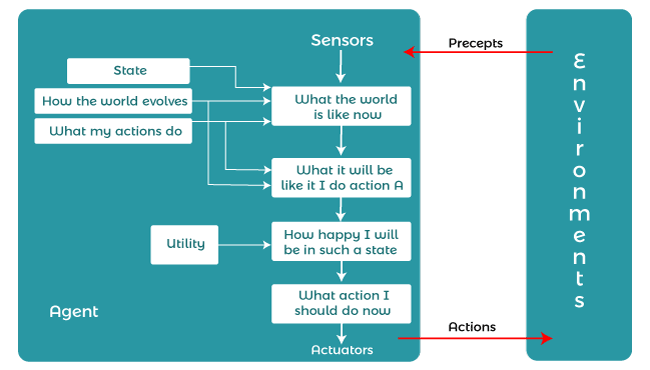 Sensors
Precepts
State
How the world evolves
What my actions do
What the world
is like now
What it will be
like it I do action A
Utility
How happy I will
be in such a state
What action I
should do now
Agent
Actions
Actuators
Environments